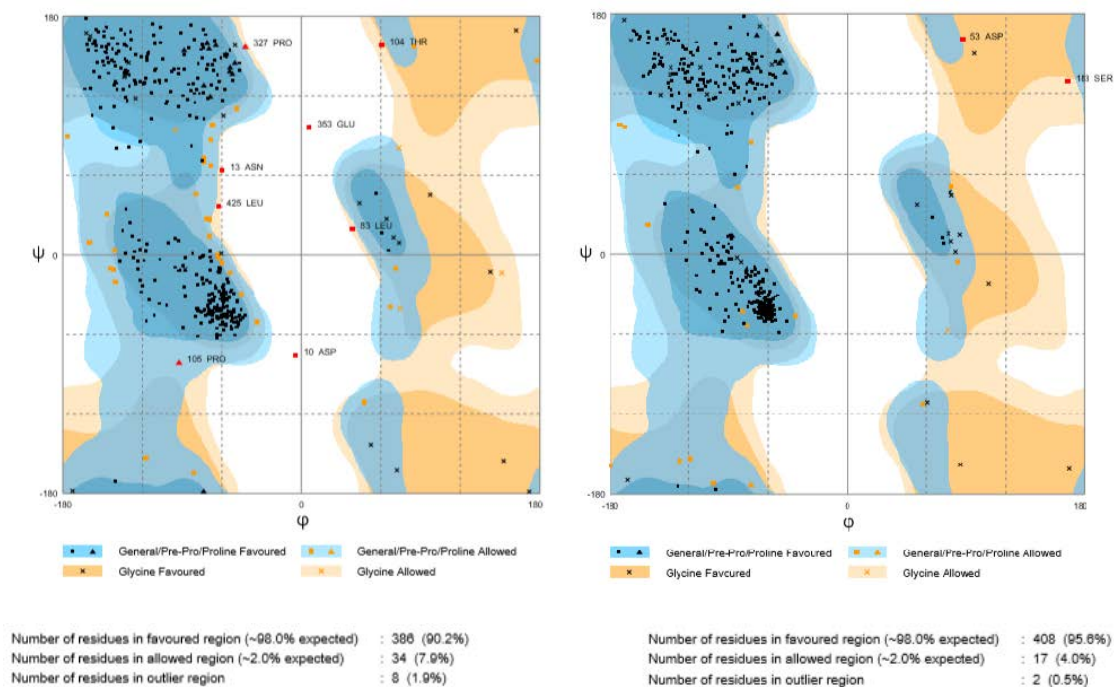 180
327 PRO
104 THR
353 GLU
13 ASN
425 LEU
83 LEU
ψ
0
10 ASP
105 PRO
-180
-180
0
180
φ
General/Pre-Pro/Proline Favoured
General/Pre-Pro/Proline Allowed
Glycine Favoured
Glycine Allowed
Number of residues in favoured region (~98.0% expected) : 386 (90.2%)
Number of residues in allowed region (~2.0% expected) : 34 (7.9%)
Number of residues in outlier region : 8 (1.9%)
180
53 ASP
SER
ψ
0
-180
-180
0
180
φ
General/Pre-Pro/Proline Favoured
General/Pre-Pro/Proline Allowed
Glycine Favoured
Glycine Allowed
Number of residues in favoured region (~98.0% expected) : 408 (95.6%)
Number of residues in allowed region (~2.0% expected) : 17 (4.0%)
Number of residues in outlier region : 2 (0.5%)